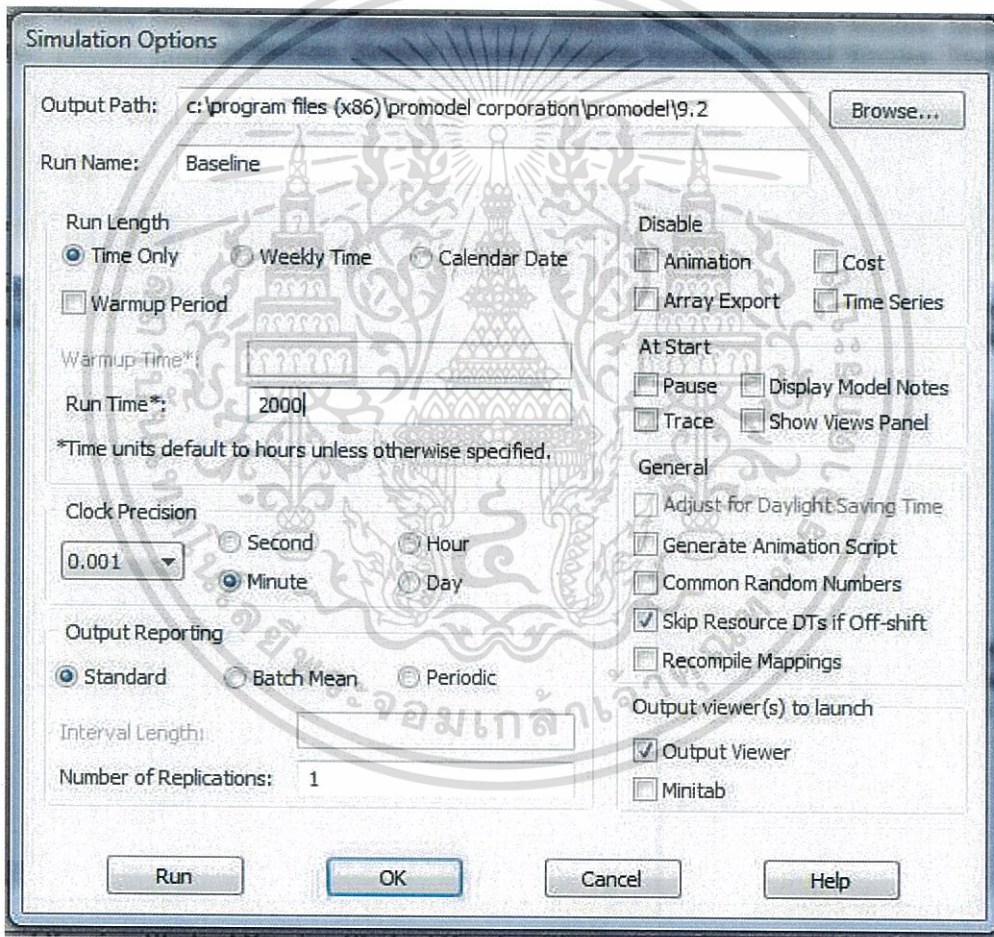 Simulation Options
Output Path: c:\program files (x86)\promodel corporation\promodel\9.2 Browse...
Run Name: Baseline
Run Length
Time Only Weekly Time Calendar Date
Warmup Period
Warmup Time*:
Run Time*: 2000
*Time units default to hours unless otherwise specified.
Clock Precision
0.001 Second Hour
Minute Day
Output Reporting
Standard Batch Mean Periodic
Interval Length:
Number of Replications: 1
Disable
Animation Cost
Array Export Time Series
At Start
Pause Display Model Notes
Trace Show Views Panel
General
Adjust for Daylight Saving Time
Generate Animation Script
Common Random Numbers
Skip Resource DTs if Off-shift
Recompile Mappings
Output viewer(s) to launch
Output Viewer
Minitab
Run OK Cancel Help